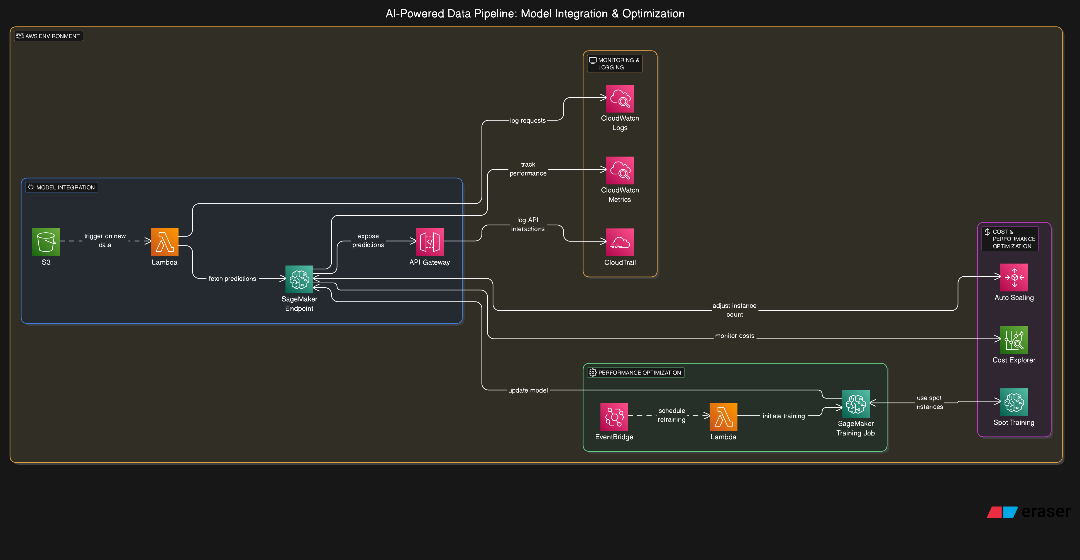 AI-Powered Data Pipeline: Model Integration & Optimization
AWS ENVIRONMENT
MONITORING &
LOGGING
CloudWatch
Logs
log requests
track
performance
CloudWatch
Metrics
MODEL INTEGRATION
S3
trigger on new
data
Lambda
fetch predictions
SageMaker
Endpoint
expose
predictions
API Gateway
log API
interactions
CloudTrail
COST &
PERFORMANCE
OPTIMIZATION
adjust instance
count
Auto Scaling
monitor costs
Cost Explorer
PERFORMANCE OPTIMIZATION
update model
EventBridge
schedule
retraining
Lambda
initiate training
SageMaker
Training Job
use spot
instances
Spot Training
eraser